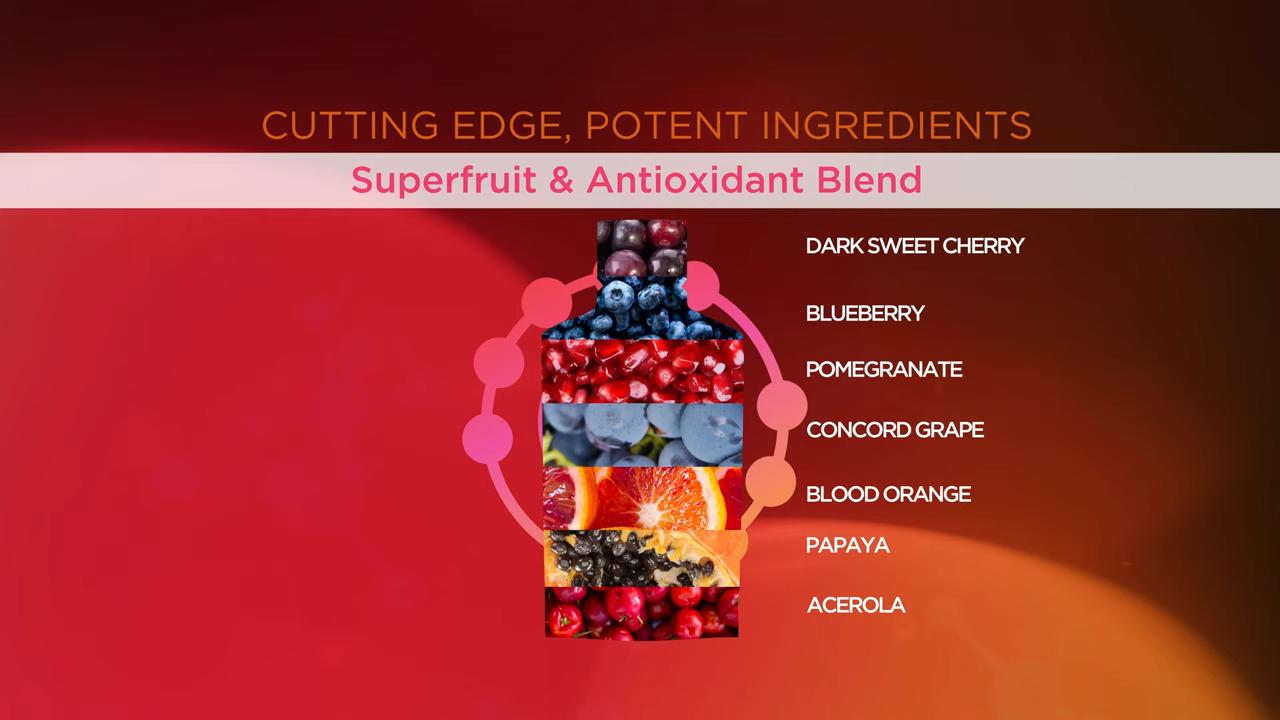 CUTTING EDGE, POTENT INGREDIENTS
Superfruit & Antioxidant Blend
DARK SWEET CHERRY
BLUEBERRY
POMEGRANATE
CONCORD GRAPE
BLOOD ORANGE
PAPAYA
ACEROLA